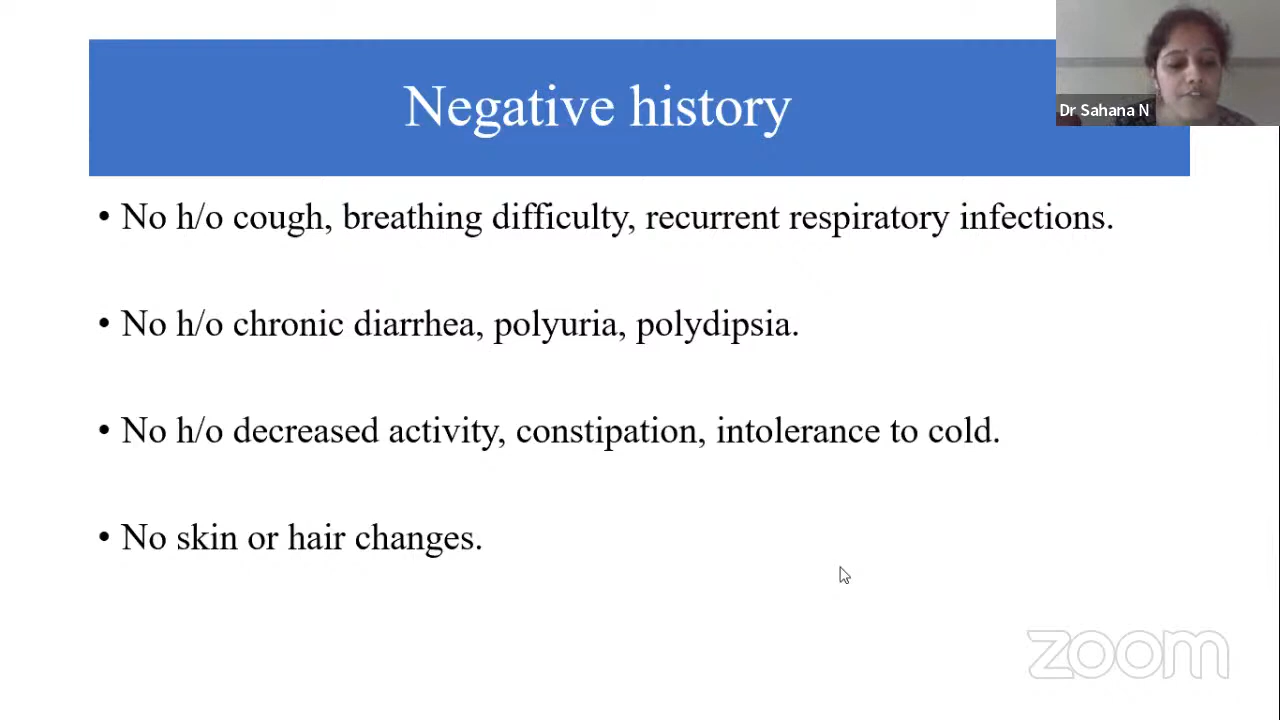 Negative history
Dr Sahana N
• No h/o cough, breathing difficulty, recurrent respiratory infections.
• No h/o chronic diarrhea, polyuria, polydipsia.
• No h/o decreased activity, constipation, intolerance to cold.
• No skin or hair changes.
zoom